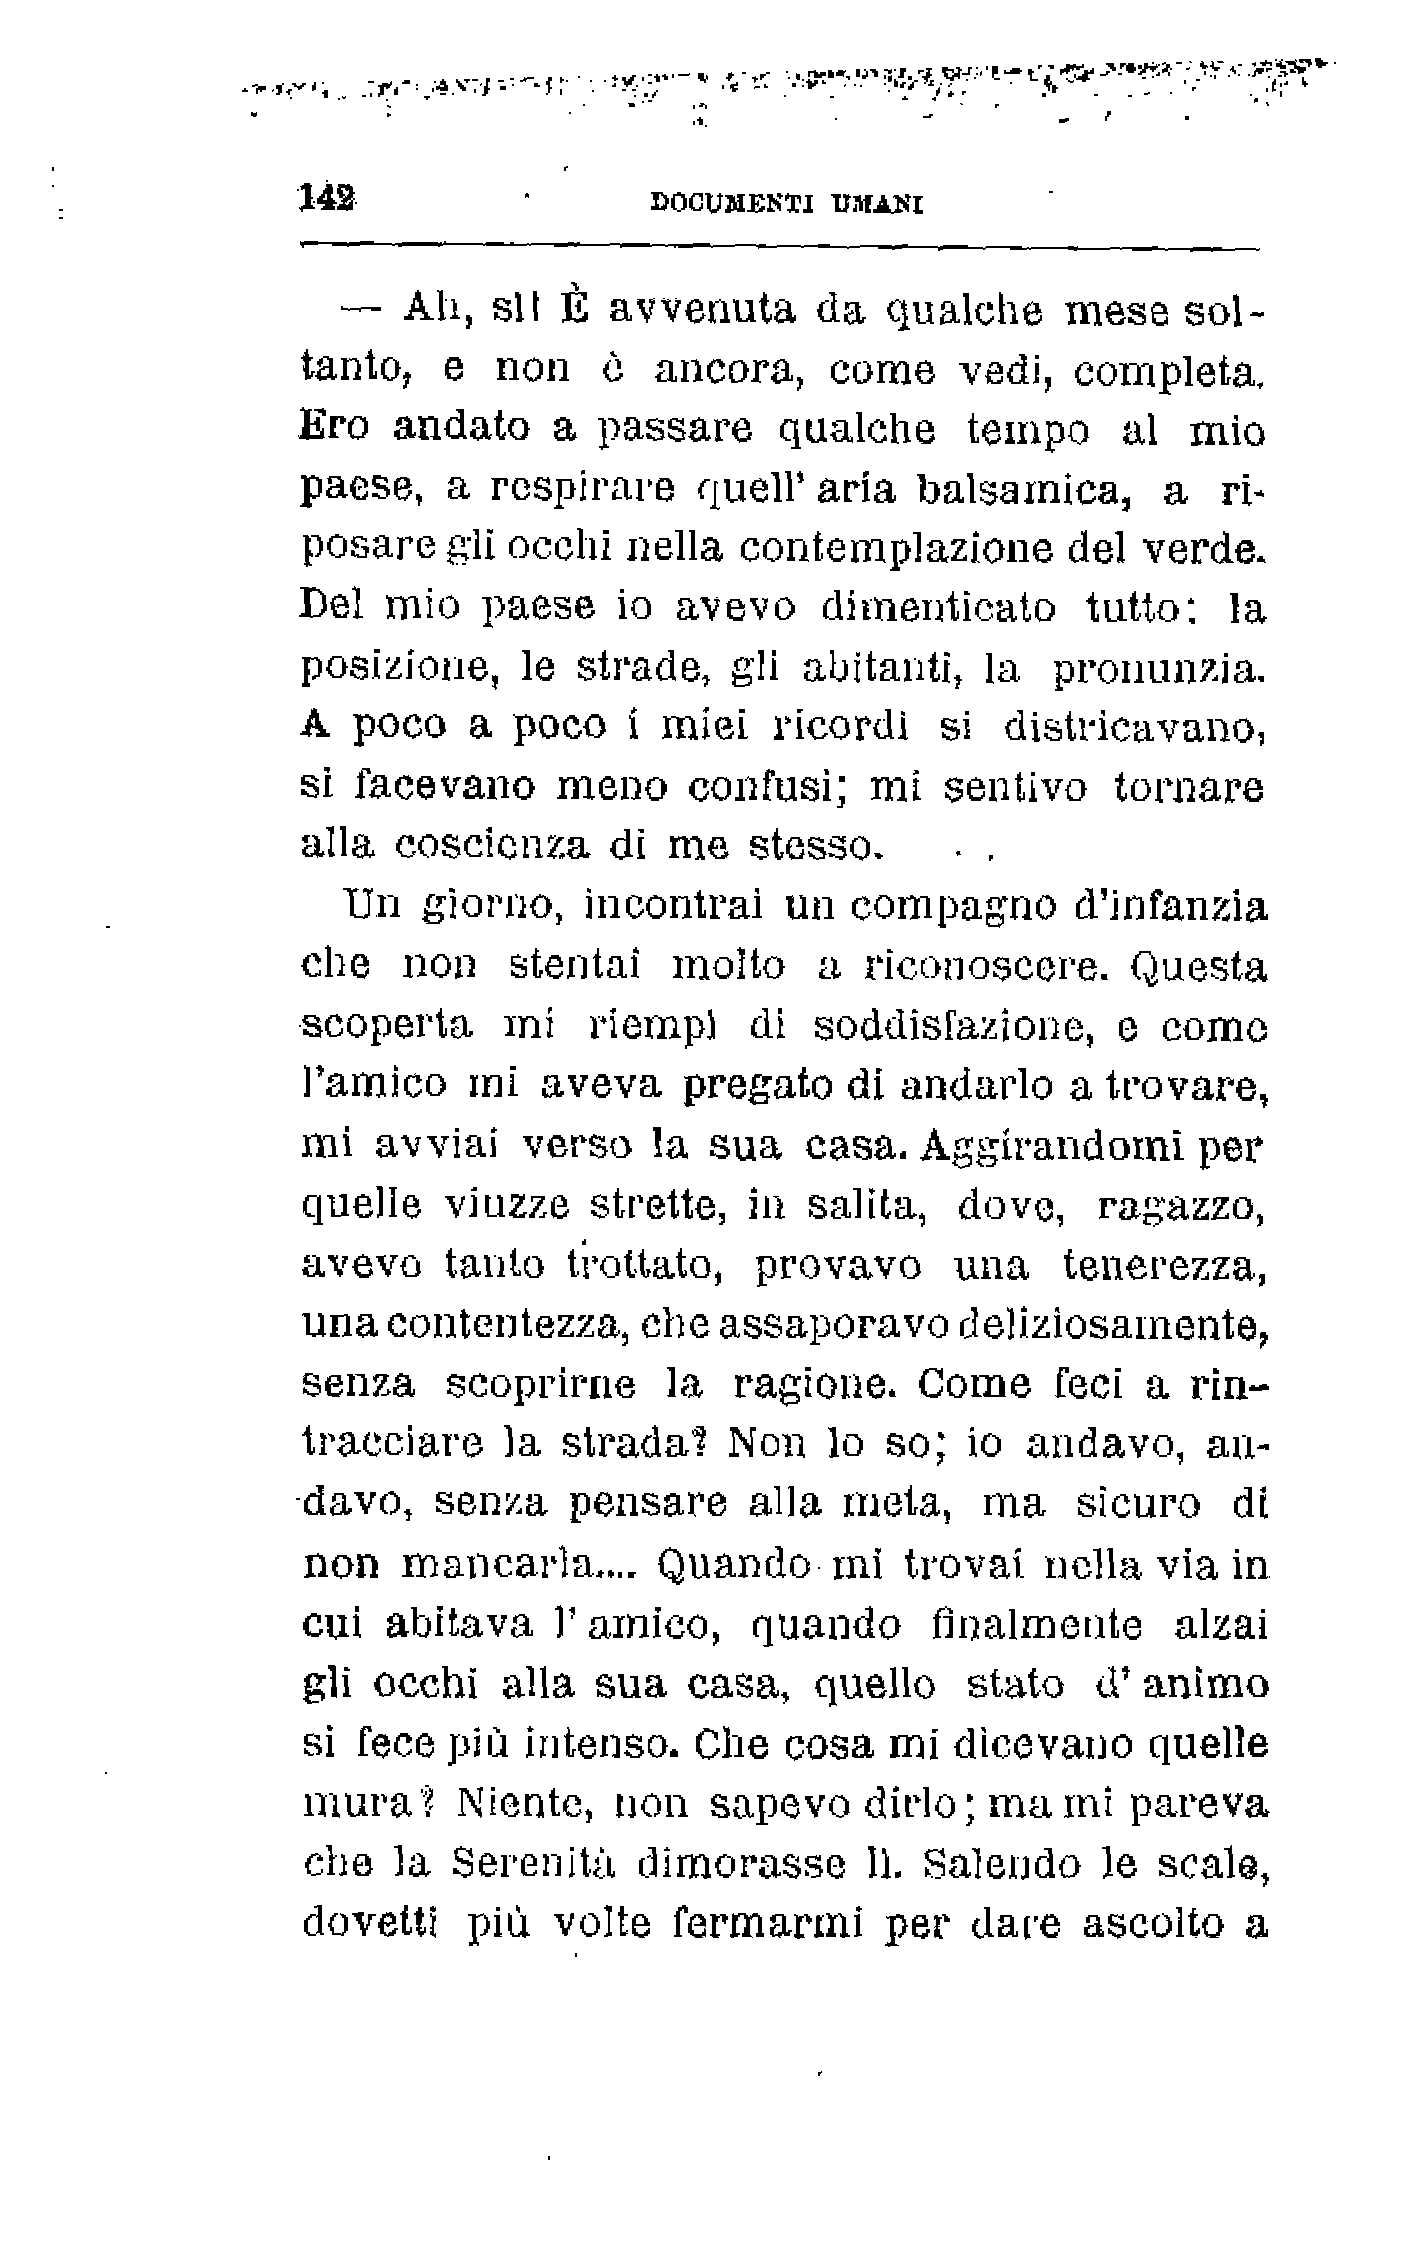 142 DOCUMENTI UMANI
— Ah, sì! È avvenuta da qualche mese sol-
tanto, e non è ancora, come vedi, completa.
Ero andato a passare qualche tempo al mio
paese, a respirare quell' aria balsamica, a ri-
posare gli occhi nella contemplazione del verde.
Del mio paese io avevo dimenticato tutto: la
posizione, le strade, gli abitanti, la pronunzia.
A poco a poco i miei ricordi si districavano,
si facevano meno confusi; mi sentivo tornare
alla coscienza di me stesso.
Un giorno, incontrai un compagno d'infanzia
che non stentai molto a riconoscere. Questa
scoperta mi riempì di soddisfazione, e come
l'amico mi aveva pregato di andarlo a trovare,
mi avviai verso la sua casa. Aggirandomi per
quelle viuzze strette, in salita, dove, ragazzo,
avevo tanto trottato, provavo una tenerezza,
una contentezza, che assaporavo deliziosamente,
senza scoprirne la ragione. Come feci a rin-
tracciare la strada? Non lo so; io andavo, an-
davo, senza pensare alla meta, ma sicuro di
non mancarla.... Quando mi trovai nella via in
cui abitava l' amico, quando finalmente alzai
gli occhi alla sua casa, quello stato d' animo
si fece più intenso. Che cosa mi dicevano quelle
mura? Niente, non sapevo dirlo; ma mi pareva
che la Serenità dimorasse lì. Salendo le scale,
dovetti più volte fermarmi per dare ascolto a